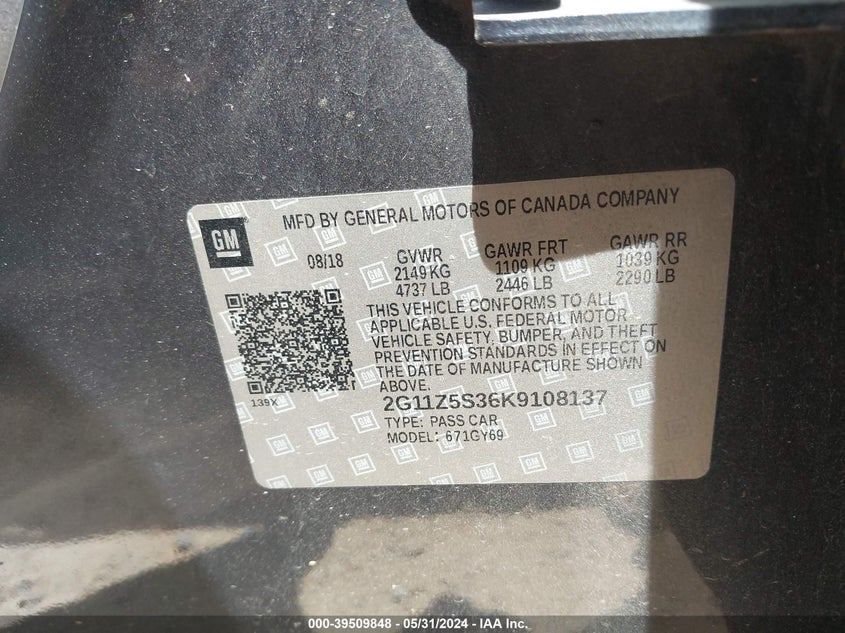 GM
MFD BY GENERAL MOTORS OF CANADA COMPANY
08/18 GVWR GAWR FRT GAWR RR
2149 KG 1109 KG 1039 KG
4737 LB 2446 LB 2290 LB
THIS VEHICLE CONFORMS TO ALL
APPLICABLE U.S. FEDERAL MOTOR
VEHICLE SAFETY, BUMPER, AND THEFT
PREVENTION STANDARDS IN EFFECT ON
THE DATE OF MANUFACTURE SHOWN
ABOVE.
139X
2G11Z5S36K9108137
TYPE: PASS CAR
MODEL: 671GY69
000-39509848 - 05/31/2024 - IAA Inc.